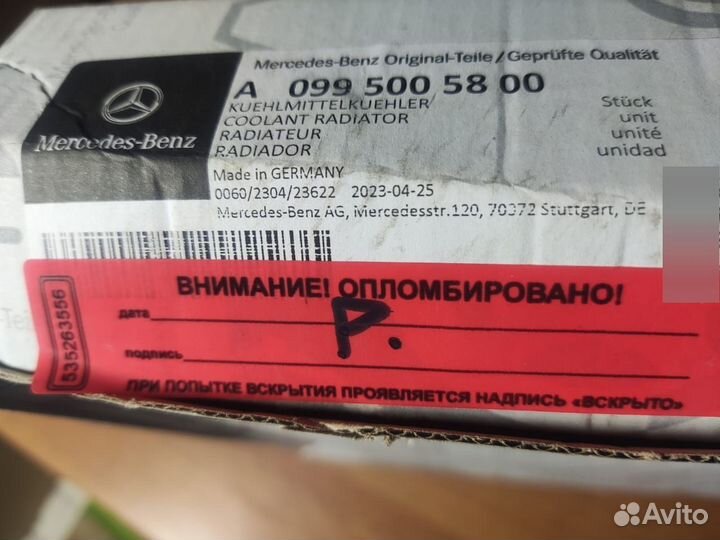 Mercedes-Benz Original-Teile/Geprüfte Qualität
A 099 500 58 00
Mercedes-Benz
KUEHLMITTELKUEHLER Stück
COOLANT RADIATOR unit
RADIATEUR unité
RADIADOR unidad
Made in GERMANY
0060/2304/23622 2023-04-25
Mercedes-Benz AG, Mercedesstr.120, 70372 Stuttgart, DE
535263556
ВНИМАНИЕ! ОПЛОМБИРОВАНО!
дата
P.
подпись
ПРИ ПОПЫТКЕ ВСКРЫТИЯ ПРОЯВЛЯЕТСЯ НАДПИСЬ «ВСКРЫТО»
Avito